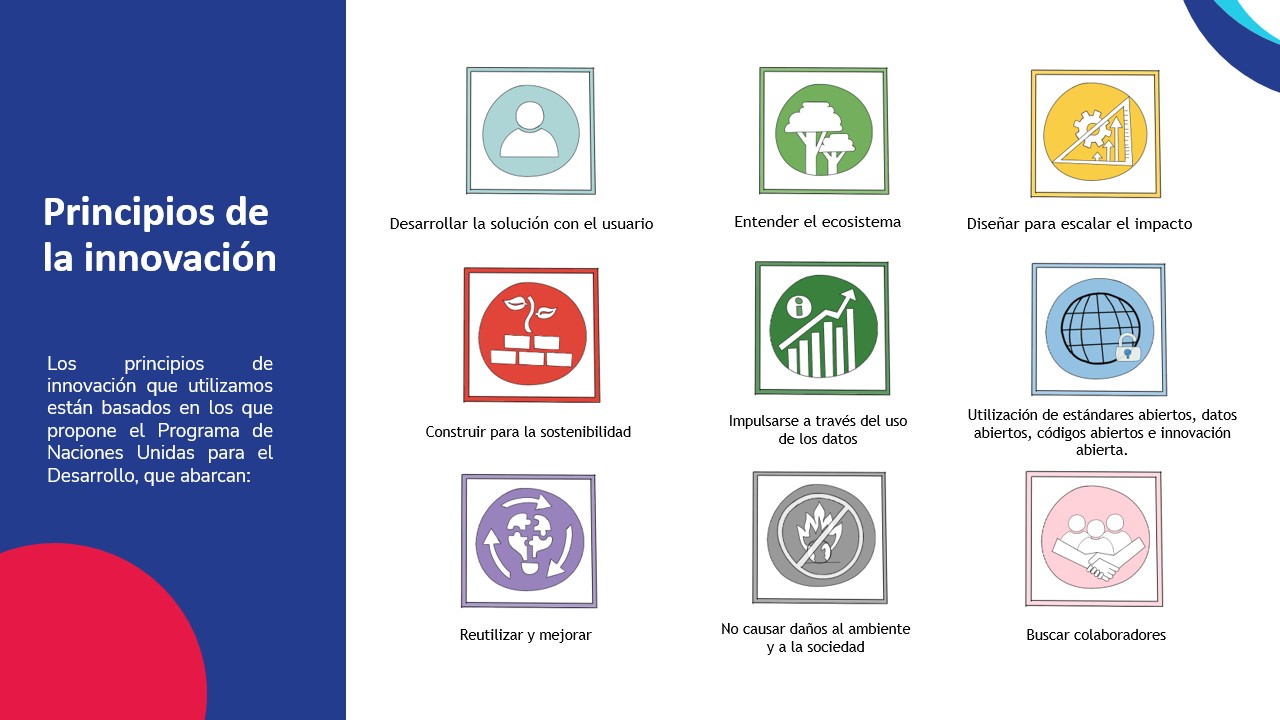 Principios de
la innovación
Los principios de
innovación que utilizamos
están basados en los que
propone el Programa de
Naciones Unidas para el
Desarrollo, que abarcan:
Desarrollar la solución con el usuario
Entender el ecosistema
Diseñar para escalar el impacto
Construir para la sostenibilidad
Impulsarse a través del uso
de los datos
Utilización de estándares abiertos, datos
abiertos, códigos abiertos e innovación
abierta.
Reutilizar y mejorar
No causar daños al ambiente
y a la sociedad
Buscar colaboradores